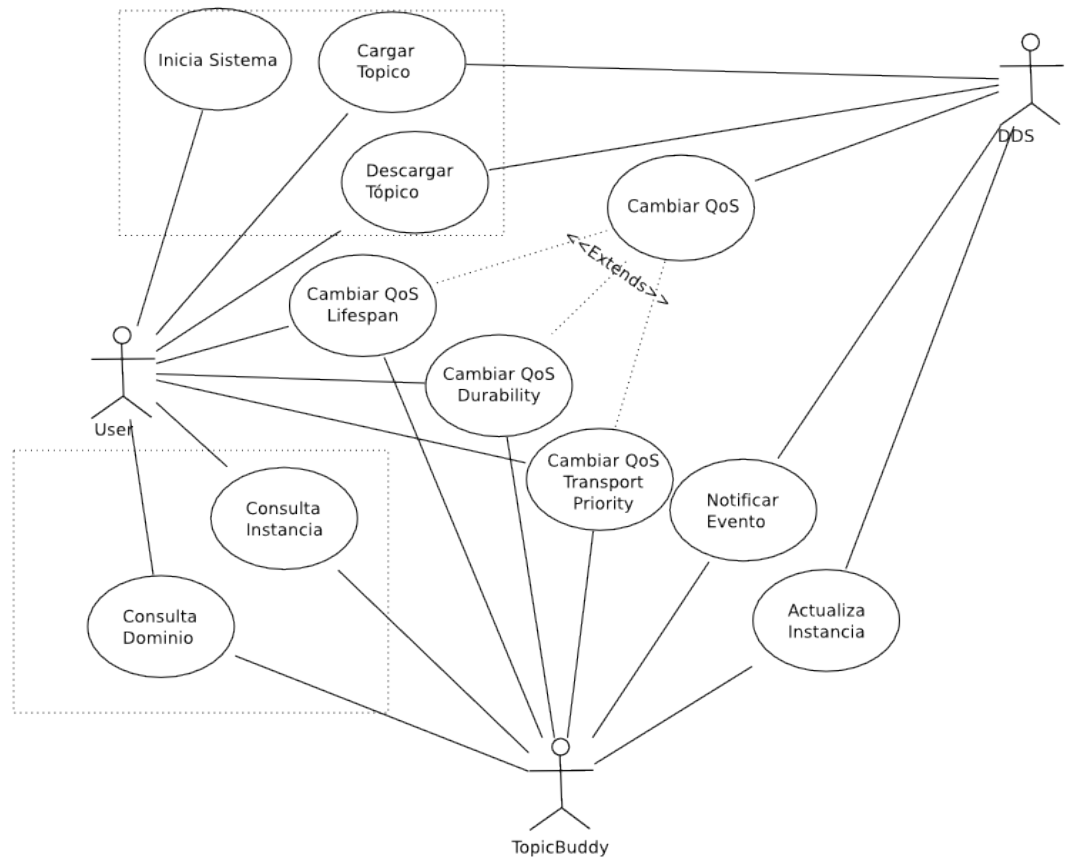 Inicia Sistema
Cargar
Topico
Descargar
Tópico
DDS
Cambiar QoS
<<Extends>>
Cambiar QoS
Lifespan
Cambiar QoS
Durability
User
Cambiar QoS
Transport
Priority
Notificar
Evento
Consulta
Instancia
Consulta
Dominio
Actualiza
Instancia
TopicBuddy